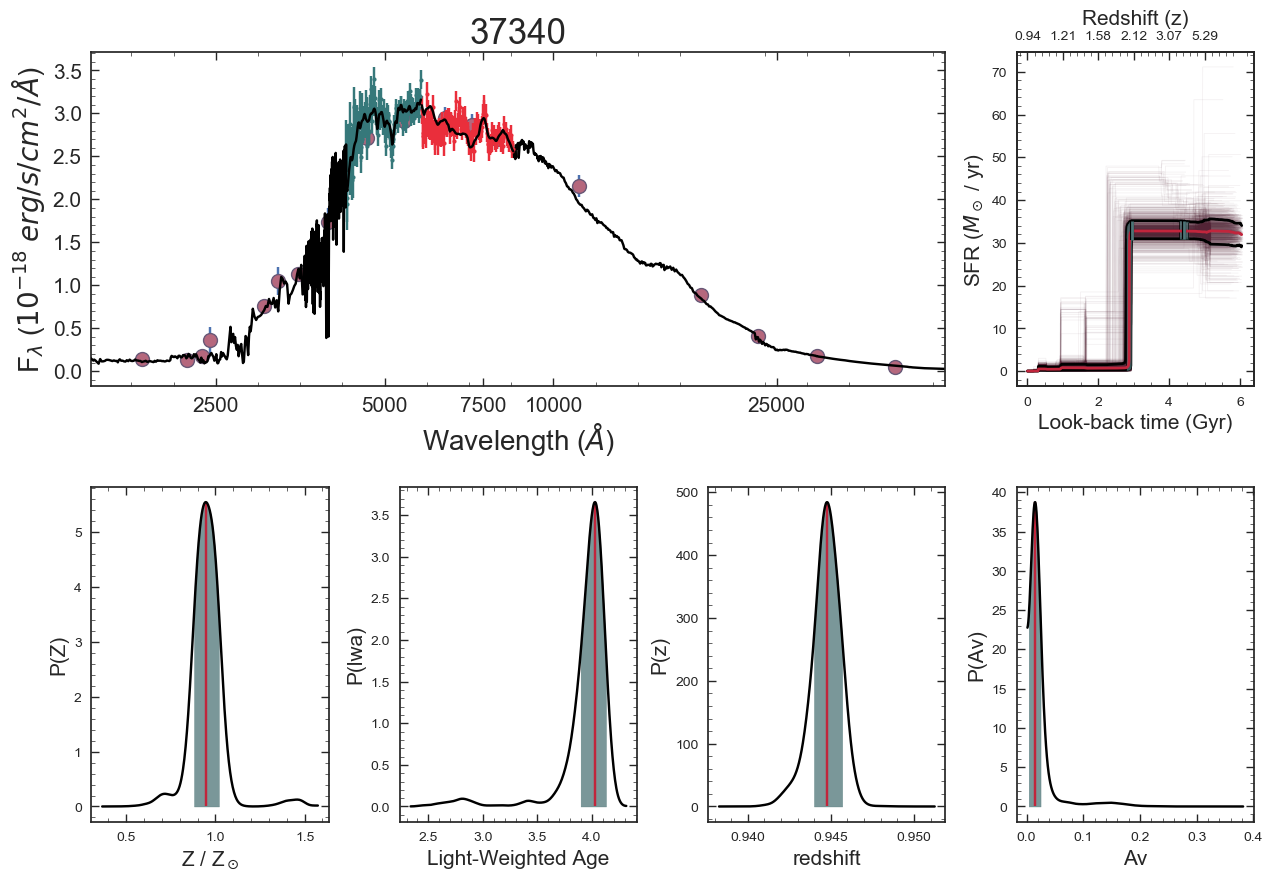 37340
Redshift (z)
0.94 1.21 1.58 2.12 3.07 5.29
F_λ (10^{-18} erg/s/cm^2/Å)
3.5
3.0
2.5
2.0
1.5
1.0
0.5
0.0
2500 5000 7500 10000 25000
Wavelength (Å)
SFR (M_⊙ / yr)
70
60
50
40
30
20
10
0
0 2 4 6
Look-back time (Gyr)
P(Z)
5
4
3
2
1
0
0.5 1.0 1.5
Z / Z_⊙
P(lwa)
3.5
3.0
2.5
2.0
1.5
1.0
0.5
0.0
2.5 3.0 3.5 4.0
Light-Weighted Age
P(z)
500
400
300
200
100
0
0.940 0.945 0.950
redshift
P(Av)
40
35
30
25
20
15
10
5
0
0.0 0.1 0.2 0.3 0.4
Av